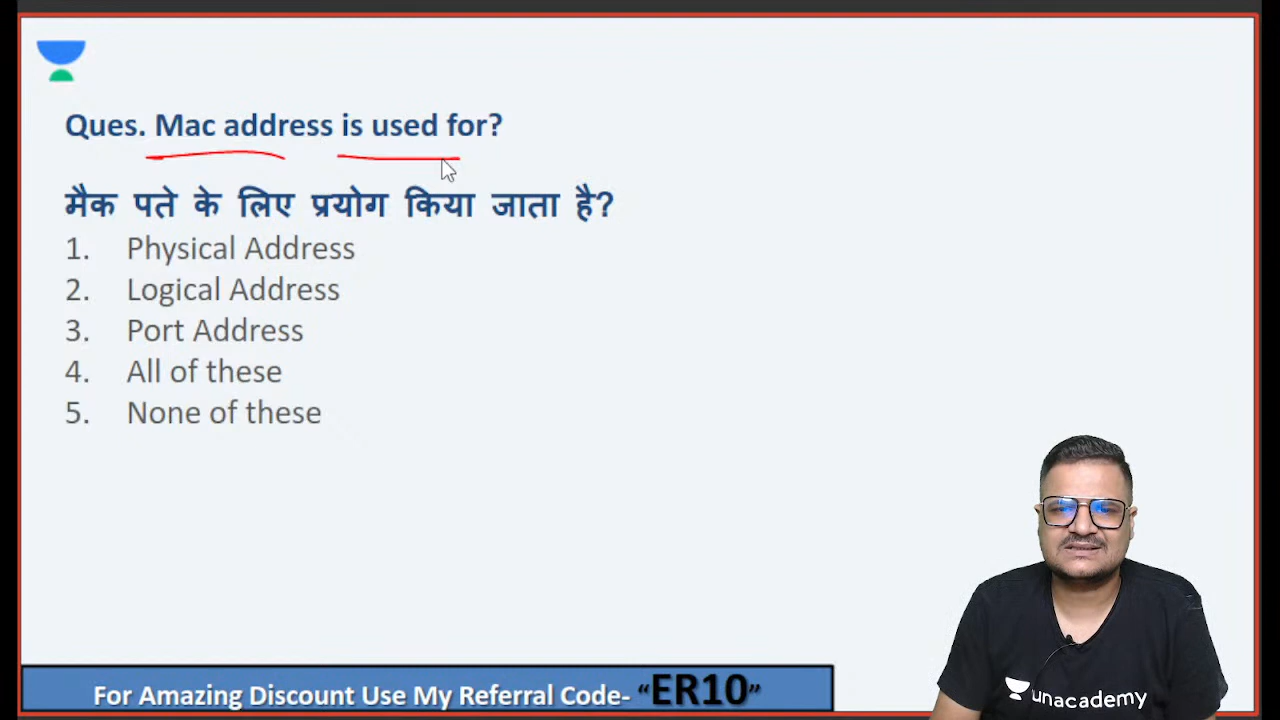 Ques. Mac address is used for?
मैक पते के लिए प्रयोग किया जाता है?
1. Physical Address
2. Logical Address
3. Port Address
4. All of these
5. None of these
For Amazing Discount Use My Referral Code- “ER10”
unacademy